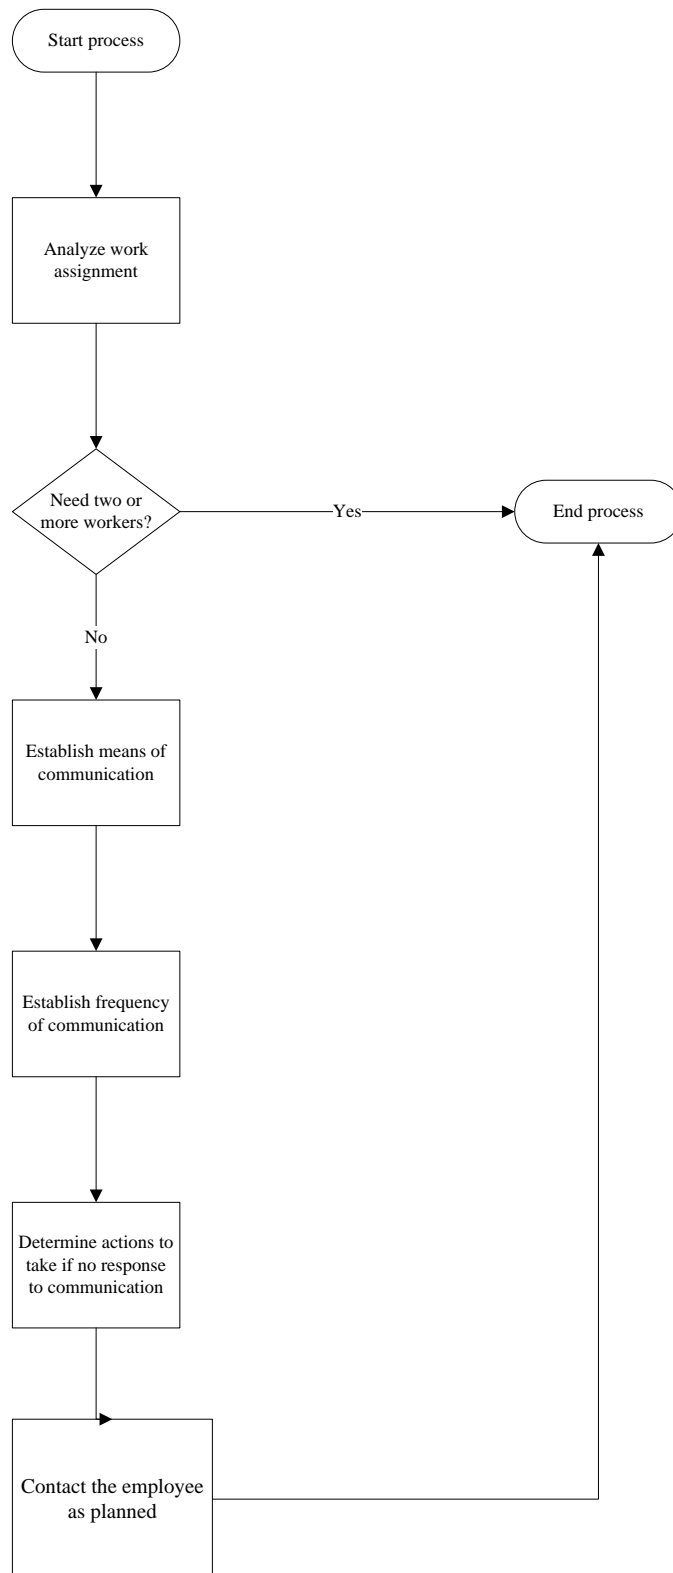 Start process
Analyze work
assignment
Need two or
more workers?
Yes
End process
No
Establish means of
communication
Establish frequency
of communication
Determine actions to
take if no response
to communication
Contact the employee
as planned